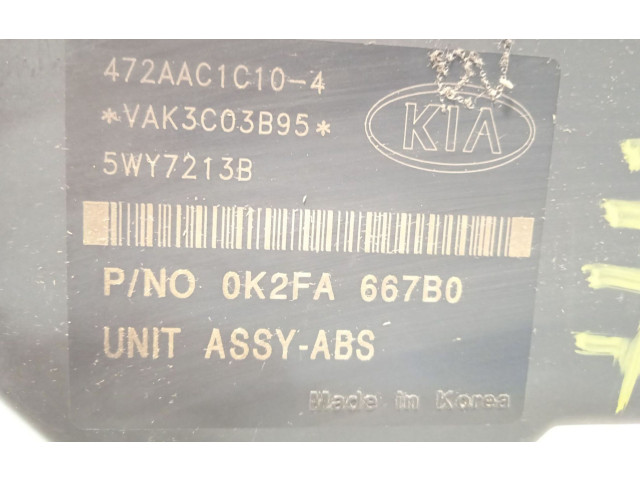 472AAC1C10-4
*VAK3C03B95*
KIA
5WY7213B
P/NO 0K2FA 667B0
UNIT ASSY-ABS
Made in Korea